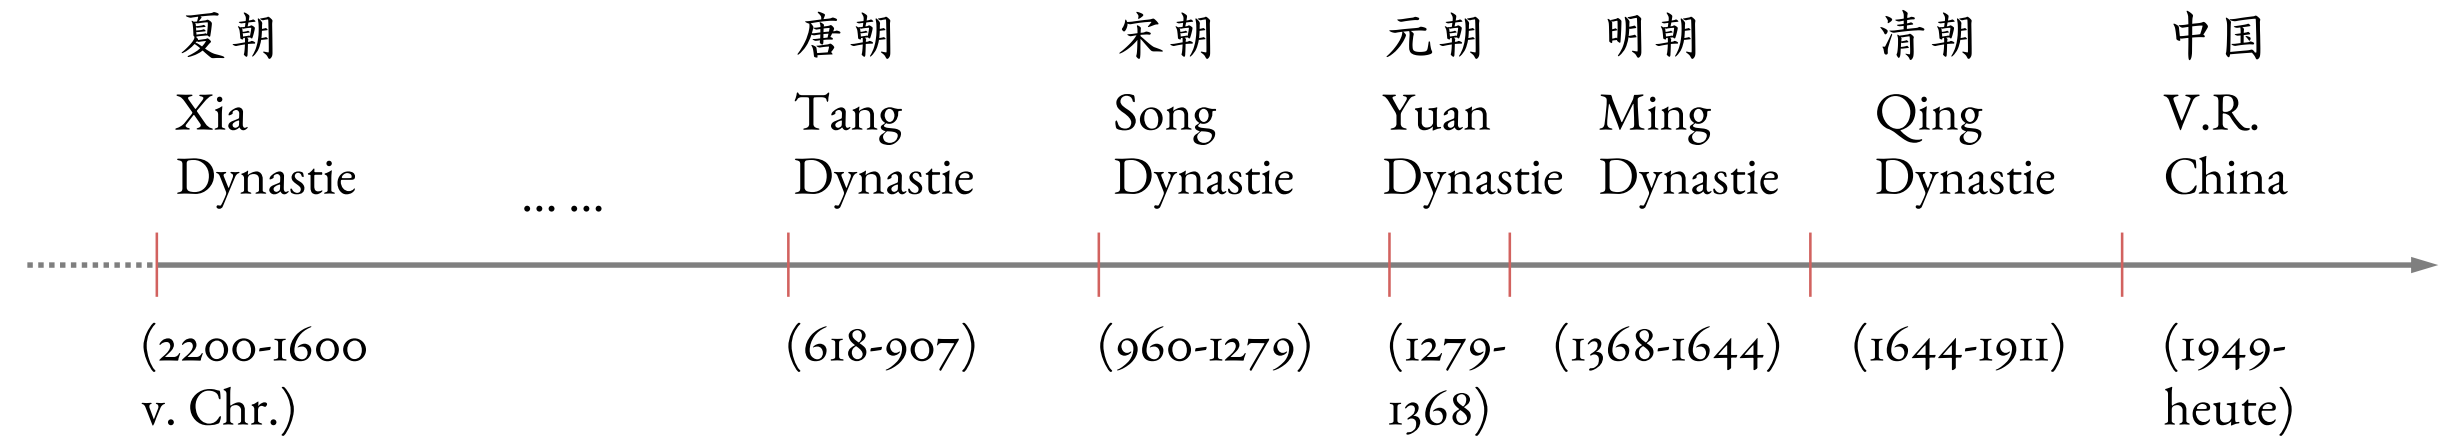 夏朝 唐朝 宋朝 元朝 明朝 清朝 中国
Xia Tang Song Yuan Ming Qing V.R.
Dynastie Dynastie Dynastie Dynastie Dynastie Dynastie China
... ...
(2200-1600 (618-907) (960-1279) (1279- (1368-1644) (1644-1911) (1949-
v. Chr.) 1368) heute)